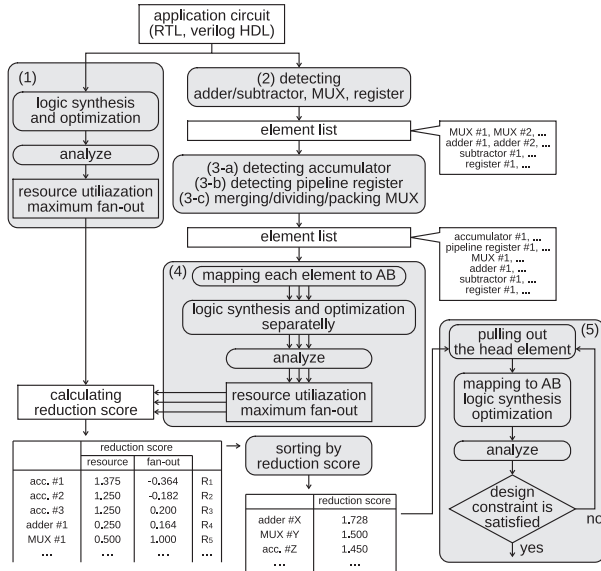 application circuit
(RTL, verilog HDL)
(1)
logic synthesis
and optimization
analyze
resource utiliazation
maximum fan-out
(2) detecting
adder/subtractor, MUX, register
element list
MUX #1, MUX #2, ...
adder #1, adder #2, ...
subtractor #1, ...
register #1, ...
(3-a) detecting accumulator
(3-b) detecting pipeline register
(3-c) merging/dividing/packing MUX
element list
accumulator #1, ...
pipeline register #1, ...
MUX #1, ...
adder #1, ...
subtractor #1, ...
register #1, ...
(4)
mapping each element to AB
logic synthesis and optimization
separatelly
analyze
resource utiliazation
maximum fan-out
calculating
reduction score
reduction score
resource fan-out
acc. #1 1.375 -0.364 R1
acc. #2 1.250 -0.182 R2
acc. #3 1.250 0.200 R3
adder #1 0.250 0.164 R4
MUX #1 0.500 1.000 R5
... ... ... ...
sorting by
reduction score
reduction score
adder #X 1.728
MUX #Y 1.500
acc. #Z 1.450
... ...
(5)
pulling out
the head element
mapping to AB
logic synthesis
optimization
analyze
design
constraint is
satisfied
no
yes